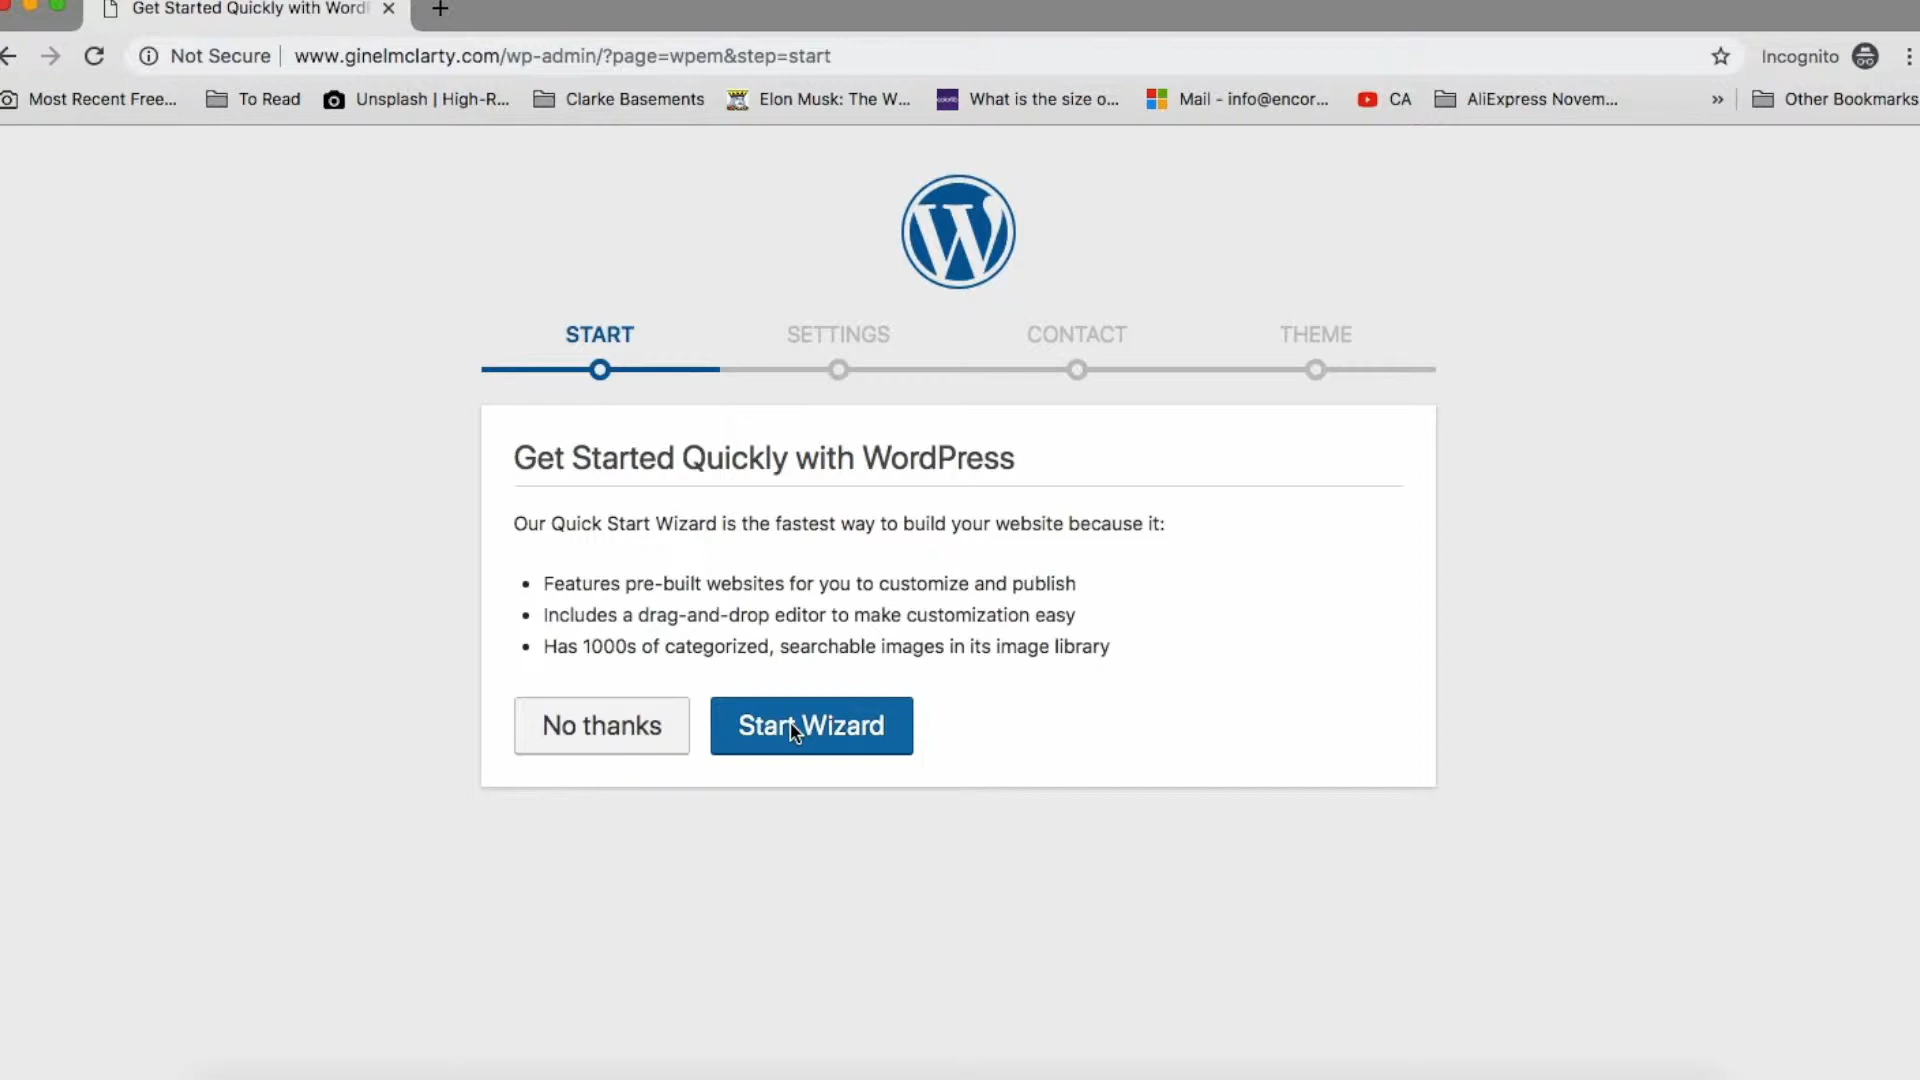 Get Started Quickly with Word
Not Secure
www.ginelmclarty.com/wp-admin/?page=wpem&step=start
Incognito
Most Recent Free...
To Read
Unsplash | High-R...
Clarke Basements
Elon Musk: The W...
What is the size o...
Mail - info@encor...
CA
AliExpress Novem...
»
Other Bookmarks
START
SETTINGS
CONTACT
THEME
Get Started Quickly with WordPress
Our Quick Start Wizard is the fastest way to build your website because it:
• Features pre-built websites for you to customize and publish
• Includes a drag-and-drop editor to make customization easy
• Has 1000s of categorized, searchable images in its image library
No thanks
Start Wizard